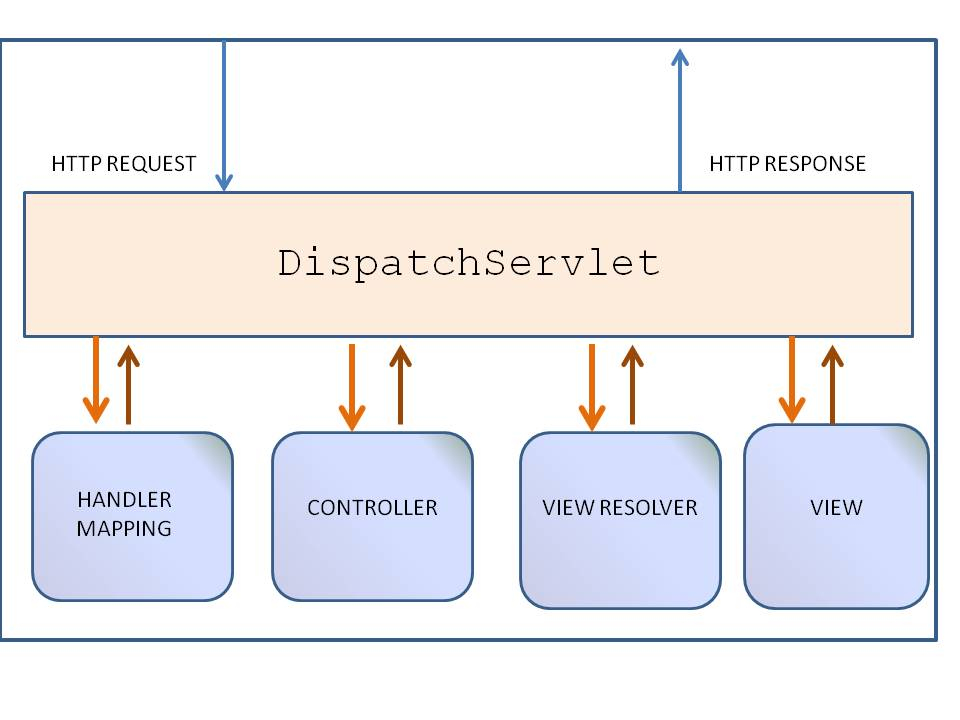 HTTP REQUEST
HTTP RESPONSE
DispatchServlet
HANDLER
MAPPING
CONTROLLER
VIEW RESOLVER
VIEW